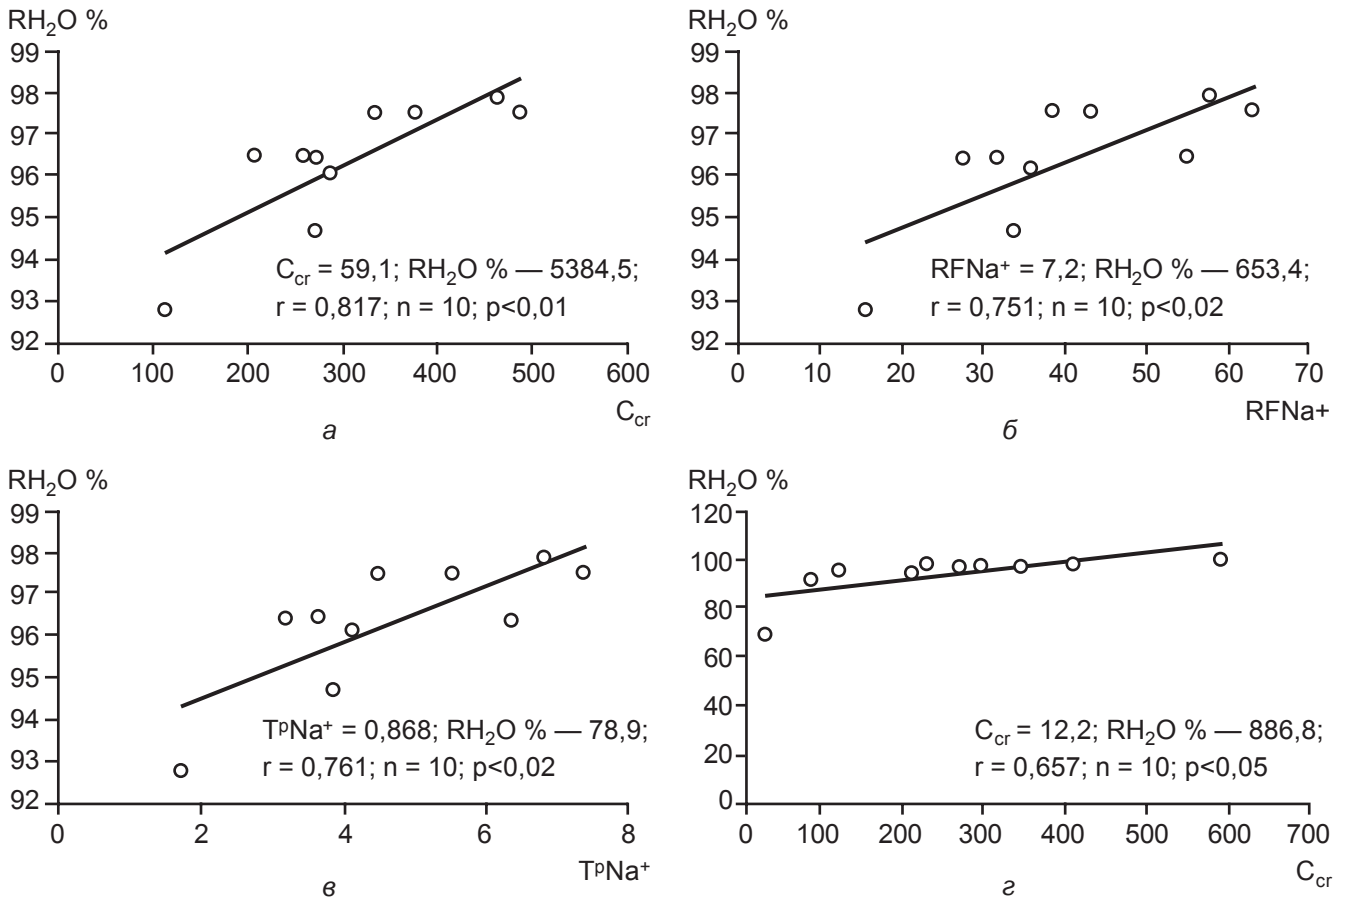 RH₂O %
99
98
97
96
95
94
93
92
0 100 200 300 400 500 600
C_cr
C_cr = 59,1; RH₂O % — 5384,5;
r = 0,817; n = 10; p<0,01
а
RH₂O %
99
98
97
96
95
94
93
92
0 10 20 30 40 50 60 70
RFNa+
RFNa⁺ = 7,2; RH₂O % — 653,4;
r = 0,751; n = 10; p<0,02
б
RH₂O %
99
98
97
96
95
94
93
92
0 2 4 6 8
TᵖNa⁺
TᵖNa⁺ = 0,868; RH₂O % — 78,9;
r = 0,761; n = 10; p<0,02
в
RH₂O %
120
100
80
60
40
20
0
0 100 200 300 400 500 600 700
C_cr
C_cr = 12,2; RH₂O % — 886,8;
r = 0,657; n = 10; p<0,05
г